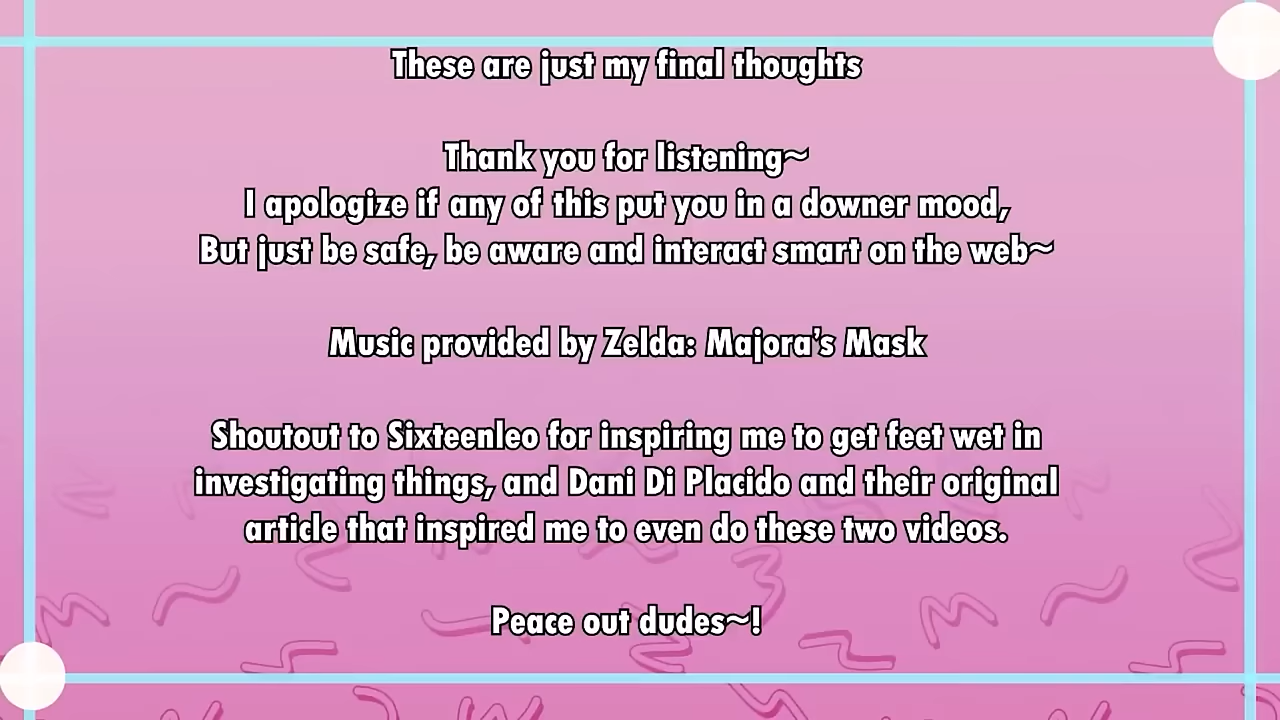 These are just my final thoughts
Thank you for listening~
I apologize if any of this put you in a downer mood,
But just be safe, be aware and interact smart on the web~
Music provided by Zelda: Majora's Mask
Shoutout to Sixteenleo for inspiring me to get feet wet in
investigating things, and Dani Di Placido and their original
article that inspired me to even do these two videos.
Peace out dudes~!